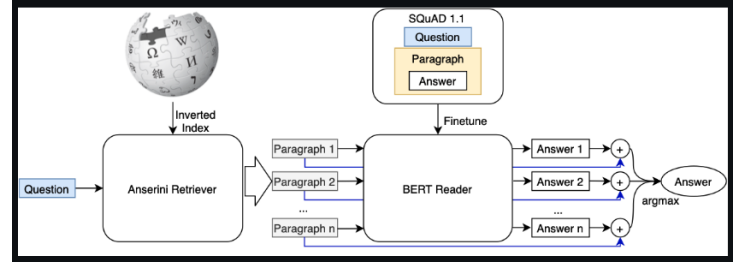 SQuAD 1.1
Question
Paragraph
Answer
Ω
W
И
維
Inverted
Index
Finetune
Question
Anserini Retriever
Paragraph 1
Paragraph 2
...
Paragraph n
BERT Reader
Answer 1
Answer 2
...
Answer n
+
+
+
Answer
argmax